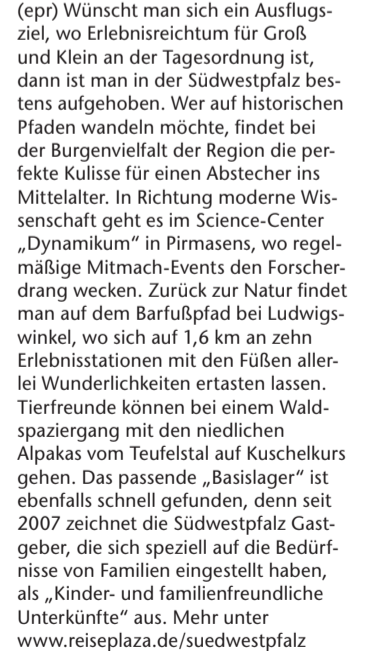 (epr) Wünscht man sich ein Ausflugs-
ziel, wo Erlebnisreichtum für Groß
und Klein an der Tagesordnung ist,
dann ist man in der Südwestpfalz bes-
tens aufgehoben. Wer auf historischen
Pfaden wandeln möchte, findet bei
der Burgenvielfalt der Region die per-
fekte Kulisse für einen Abstecher ins
Mittelalter. In Richtung moderne Wis-
senschaft geht es im Science-Center
„Dynamikum“ in Pirmasens, wo regel-
mäßige Mitmach-Events den Forscher-
drang wecken. Zurück zur Natur findet
man auf dem Barfußpfad bei Ludwigs-
winkel, wo sich auf 1,6 km an zehn
Erlebnisstationen mit den Füßen aller-
lei Wunderlichkeiten ertasten lassen.
Tierfreunde können bei einem Wald-
spaziergang mit den niedlichen
Alpakas vom Teufelstal auf Kuschelkurs
gehen. Das passende „Basislager“ ist
ebenfalls schnell gefunden, denn seit
2007 zeichnet die Südwestpfalz Gast-
geber, die sich speziell auf die Bedürf-
nisse von Familien eingestellt haben,
als „Kinder- und familienfreundliche
Unterkünfte“ aus. Mehr unter
www.reiseplaza.de/suedwestpfalz